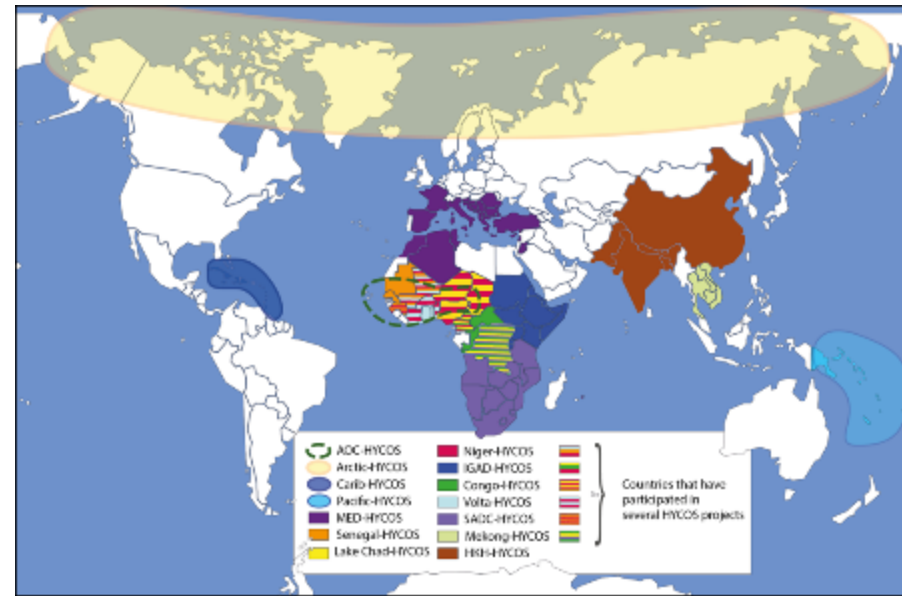 AOC-HYCOS
Arctic-HYCOS
Carib-HYCOS
Pacific-HYCOS
MED-HYCOS
Senegal-HYCOS
Lake Chad-HYCOS
Niger-HYCOS
IGAD-HYCOS
Congo-HYCOS
Volta-HYCOS
SADC-HYCOS
Mekong-HYCOS
HKH-HYCOS
Countries that have
participated in
several HYCOS projects